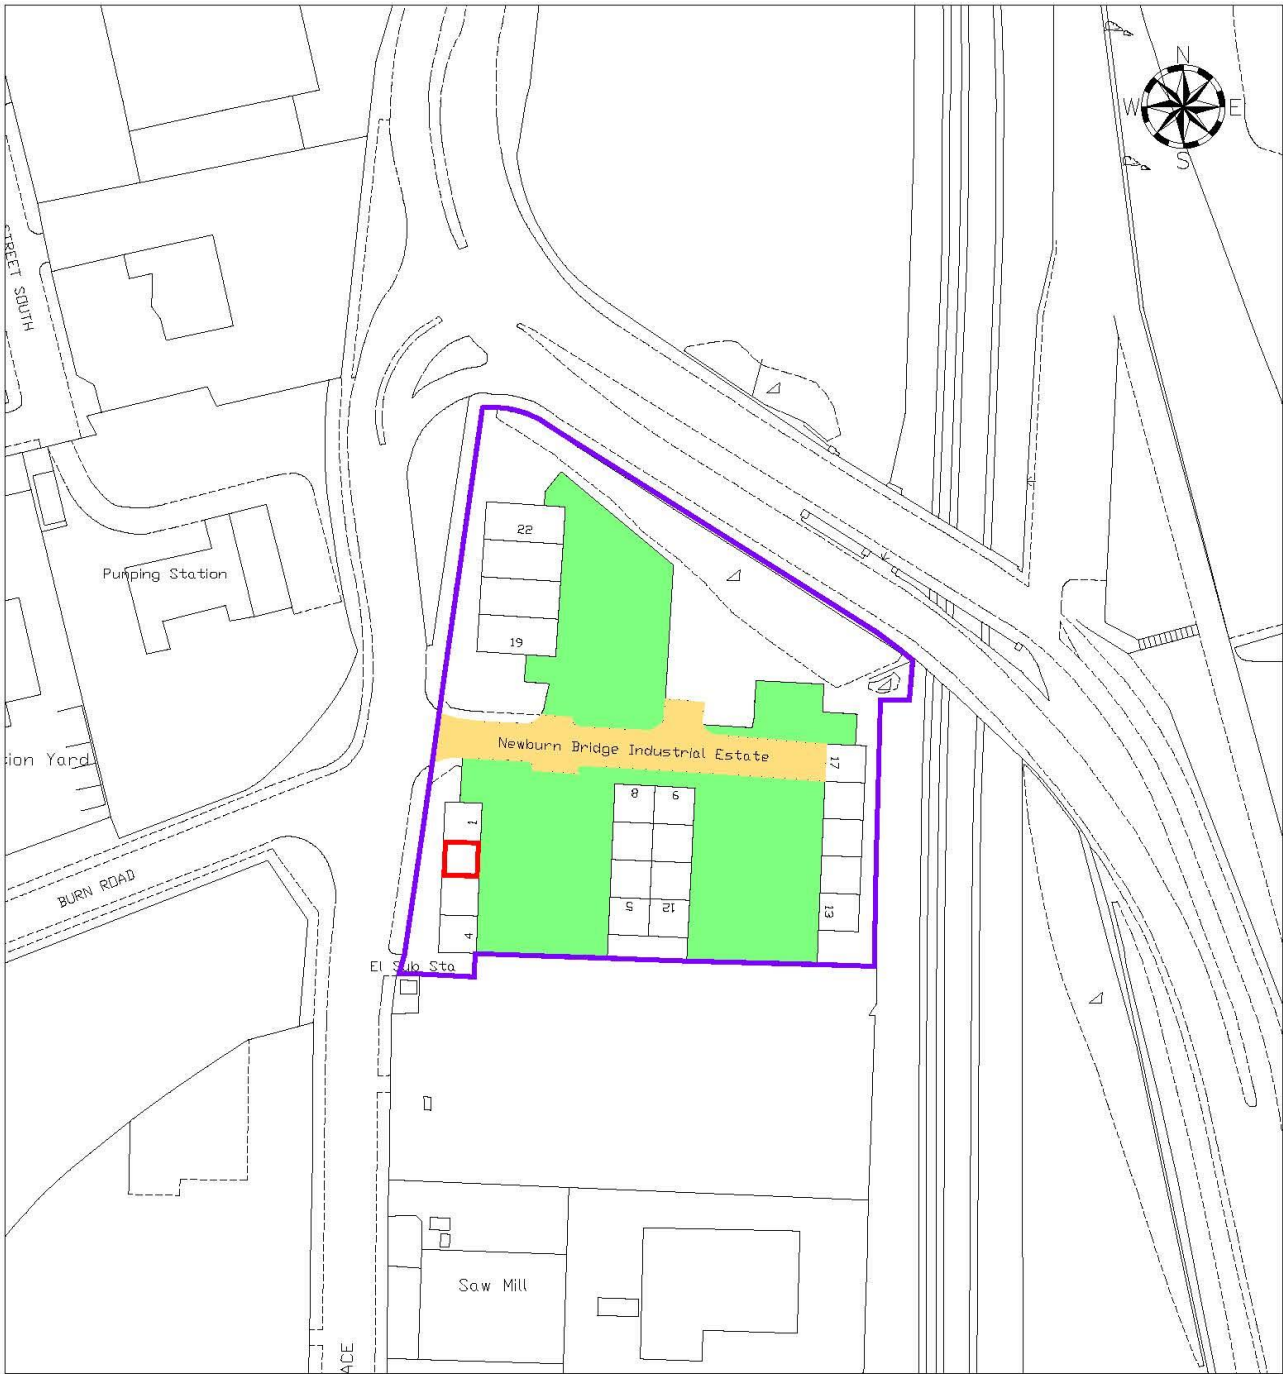 N
W E
S
STREET SOUTH
22
Pumping Station
19
Newburn Bridge Industrial Estate
ion Yard
17
8 9
1
BURN ROAD
5 12
13
4
El Sub Sta
Saw Mill
ACE